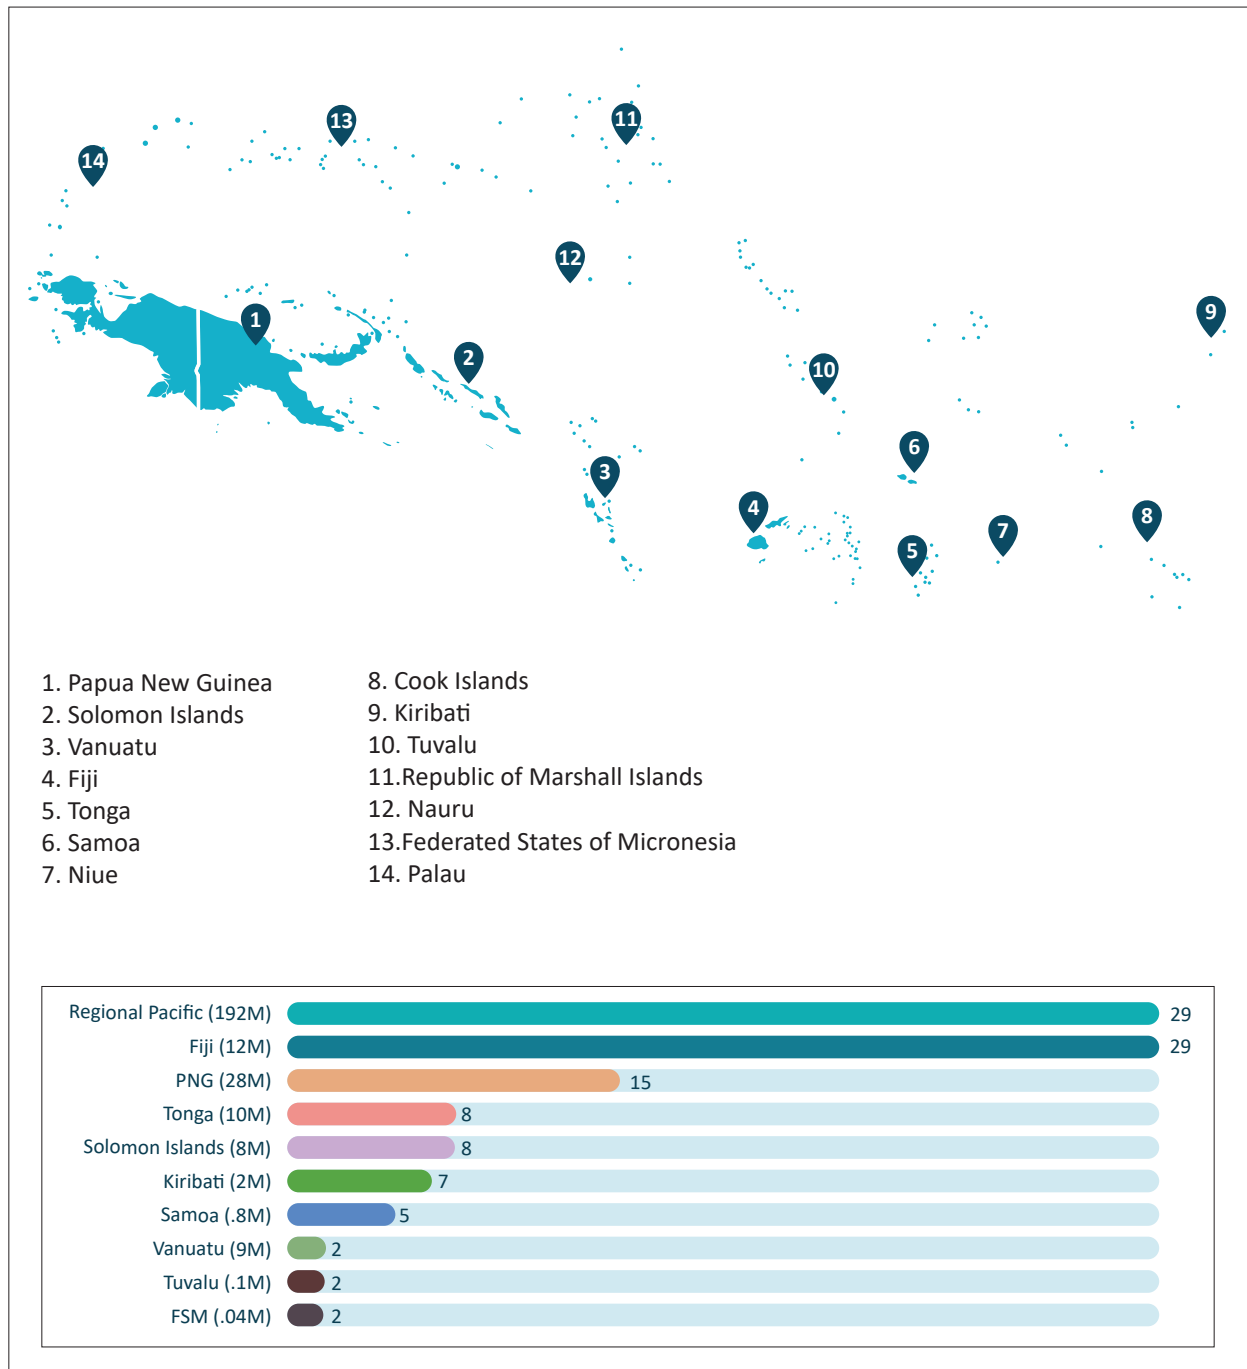 13
11
14
12
9
1
2
10
6
3
4
8
7
5
1. Papua New Guinea
2. Solomon Islands
3. Vanuatu
4. Fiji
5. Tonga
6. Samoa
7. Niue
8. Cook Islands
9. Kiribati
10. Tuvalu
11.Republic of Marshall Islands
12. Nauru
13.Federated States of Micronesia
14. Palau
Regional Pacific (192M) 29
Fiji (12M) 29
PNG (28M) 15
Tonga (10M) 8
Solomon Islands (8M) 8
Kiribati (2M) 7
Samoa (.8M) 5
Vanuatu (9M) 2
Tuvalu (.1M) 2
FSM (.04M) 2